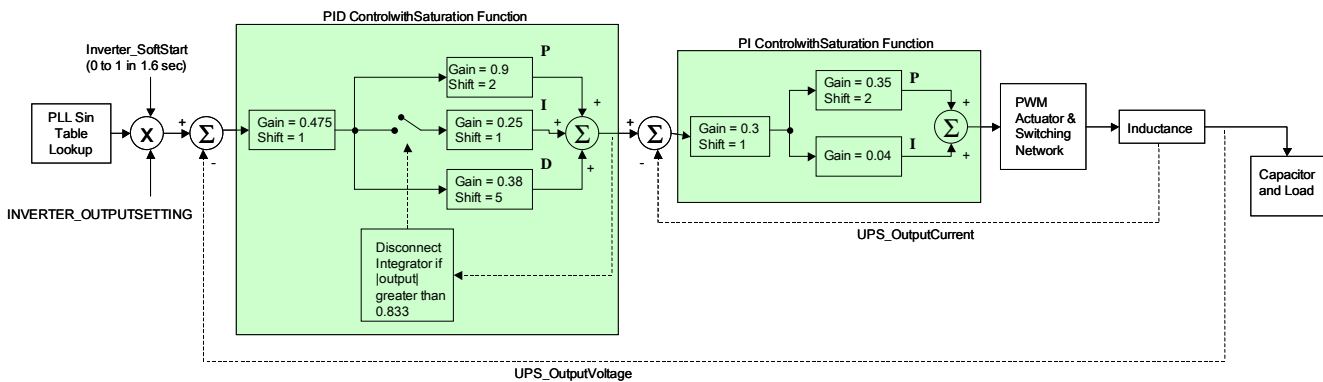 PID ControlwithSaturation Function
Inverter_SoftStart
(0 to 1 in 1.6 sec)
PLL Sin
Table
Lookup
X
INVERTER_OUTPUTSETTING
+
Σ
-
Gain = 0.475
Shift = 1
P
Gain = 0.9
Shift = 2
I
Gain = 0.25
Shift = 1
D
Gain = 0.38
Shift = 5
+
+
+
Σ
Disconnect
Integrator if
|output|
greater than
0.833
+
Σ
-
PI ControlwithSaturation Function
Gain = 0.3
Shift = 1
P
Gain = 0.35
Shift = 2
I
Gain = 0.04
+
+
Σ
PWM
Actuator &
Switching
Network
Inductance
Capacitor
and Load
UPS_OutputCurrent
UPS_OutputVoltage